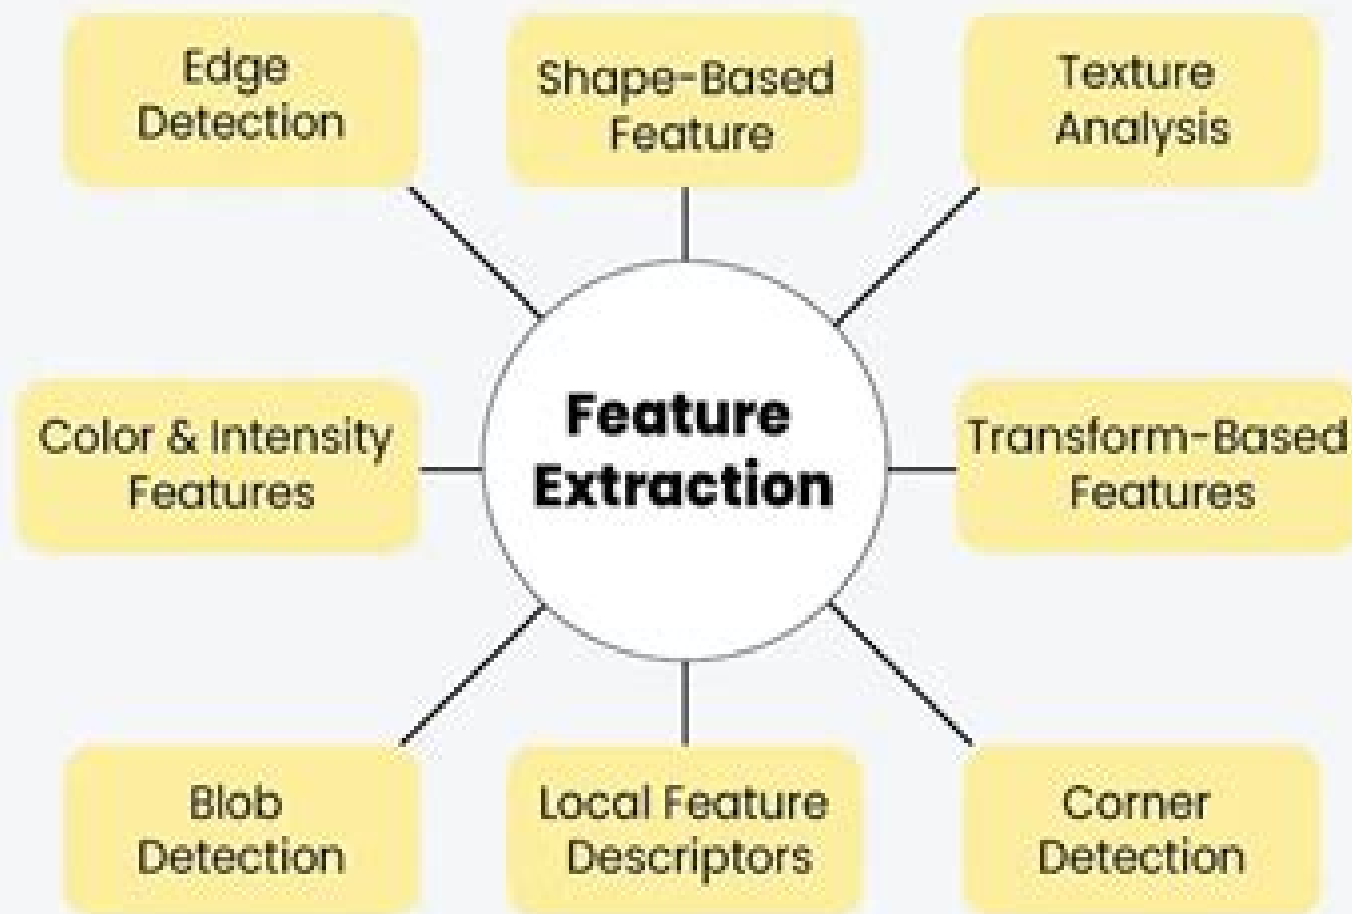 Edge
Detection
Shape-Based
Feature
Texture
Analysis
Color & Intensity
Features
Feature
Extraction
Transform-Based
Features
Blob
Detection
Local Feature
Descriptors
Corner
Detection